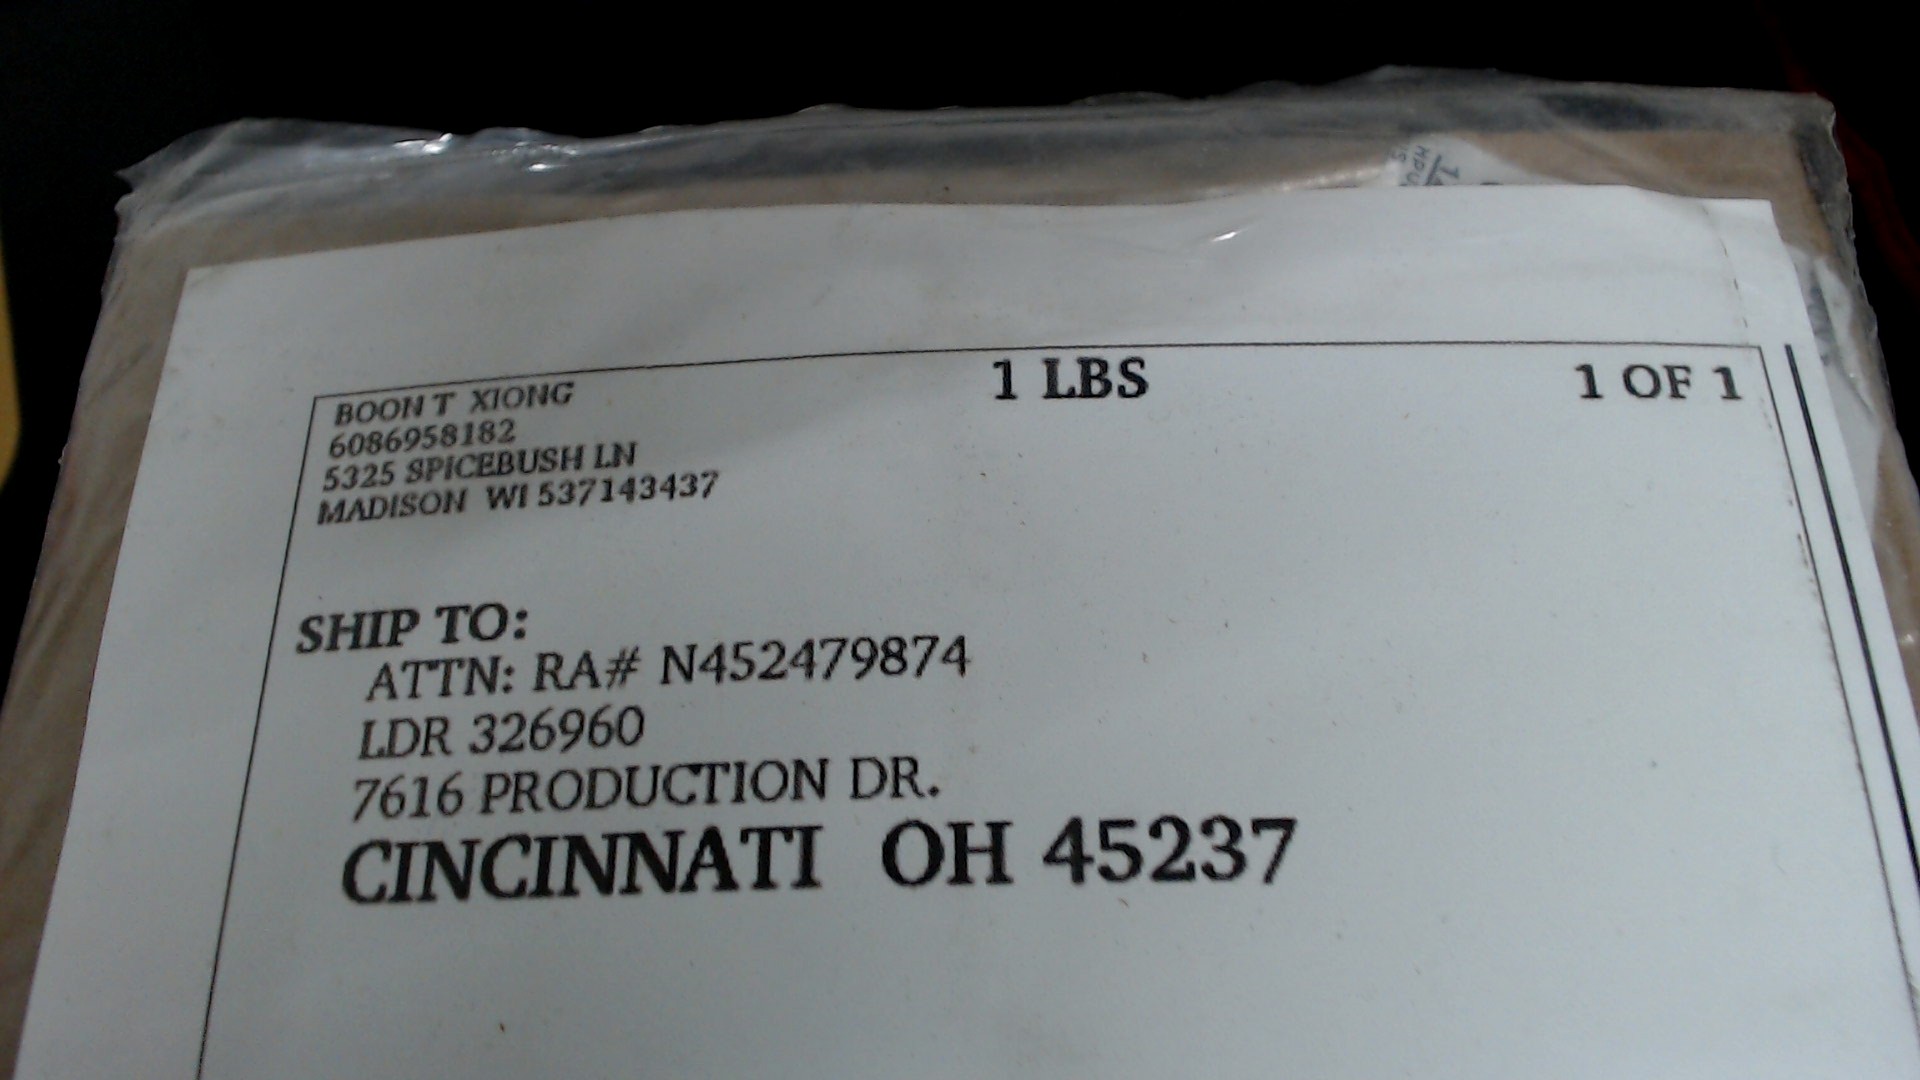 BOON T XIONG
6086958182
5325 SPICEBUSH LN
MADISON WI 537143437
1 LBS
1 OF 1
SHIP TO:
ATTN: RA# N452479874
LDR 326960
7616 PRODUCTION DR.
CINCINNATI OH 45237